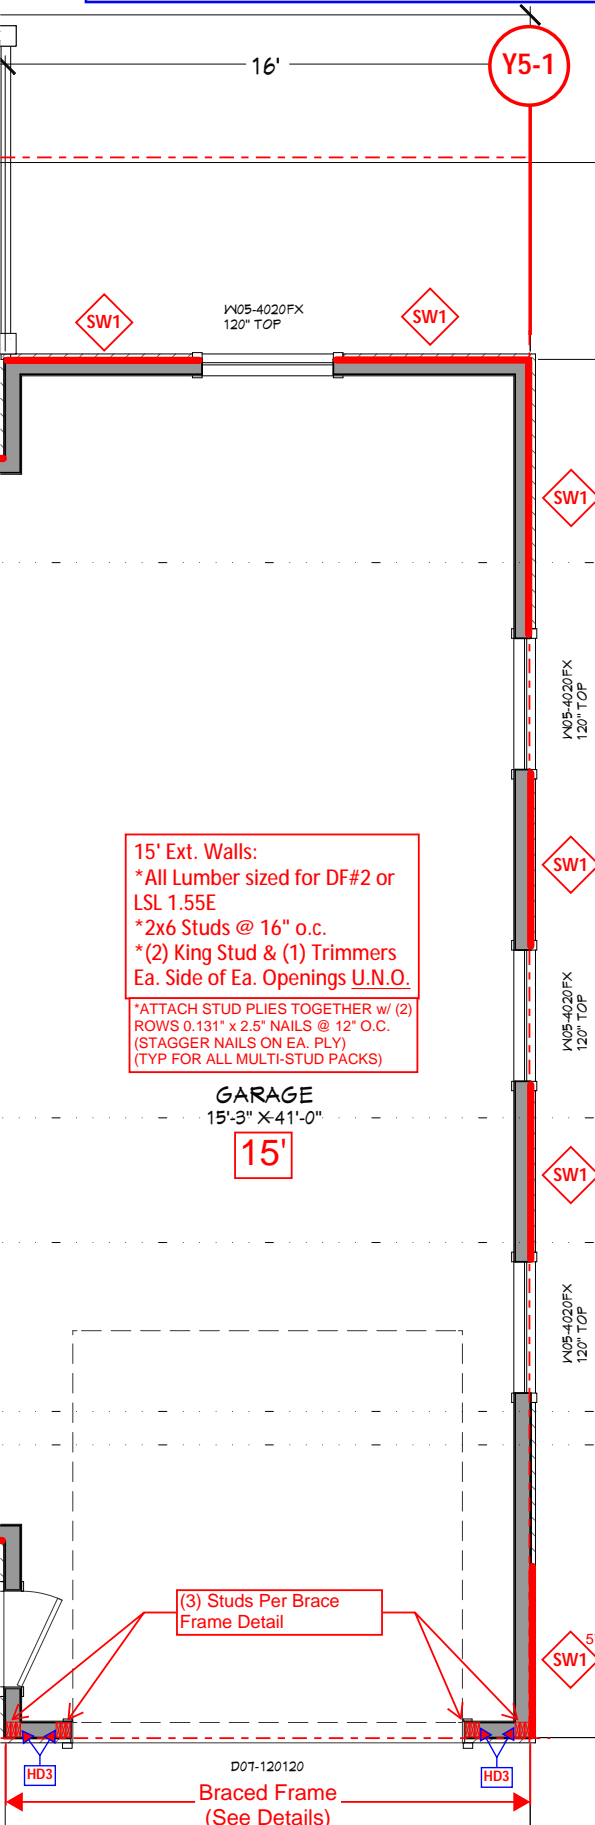 16'
Y5-1
W05-4020FX
120" TOP
SW1
SW1
SW1
W05-4020FX
120" TOP
15' Ext. Walls:
*All Lumber sized for DF#2 or
LSL 1.55E
*2x6 Studs @ 16" o.c.
*(2) King Stud & (1) Trimmers
Ea. Side of Ea. Openings U.N.O.
SW1
*ATTACH STUD PLIES TOGETHER w/ (2)
ROWS 0.131" x 2.5" NAILS @ 12" O.C.
(STAGGER NAILS ON EA. PLY)
(TYP FOR ALL MULTI-STUD PACKS)
W05-4020FX
120" TOP
GARAGE
15'-3" X 41'-0"
15'
SW1
W05-4020FX
120" TOP
(3) Studs Per Brace
Frame Detail
SW1
HD3
HD3
D07-120120
Braced Frame
(See Details)